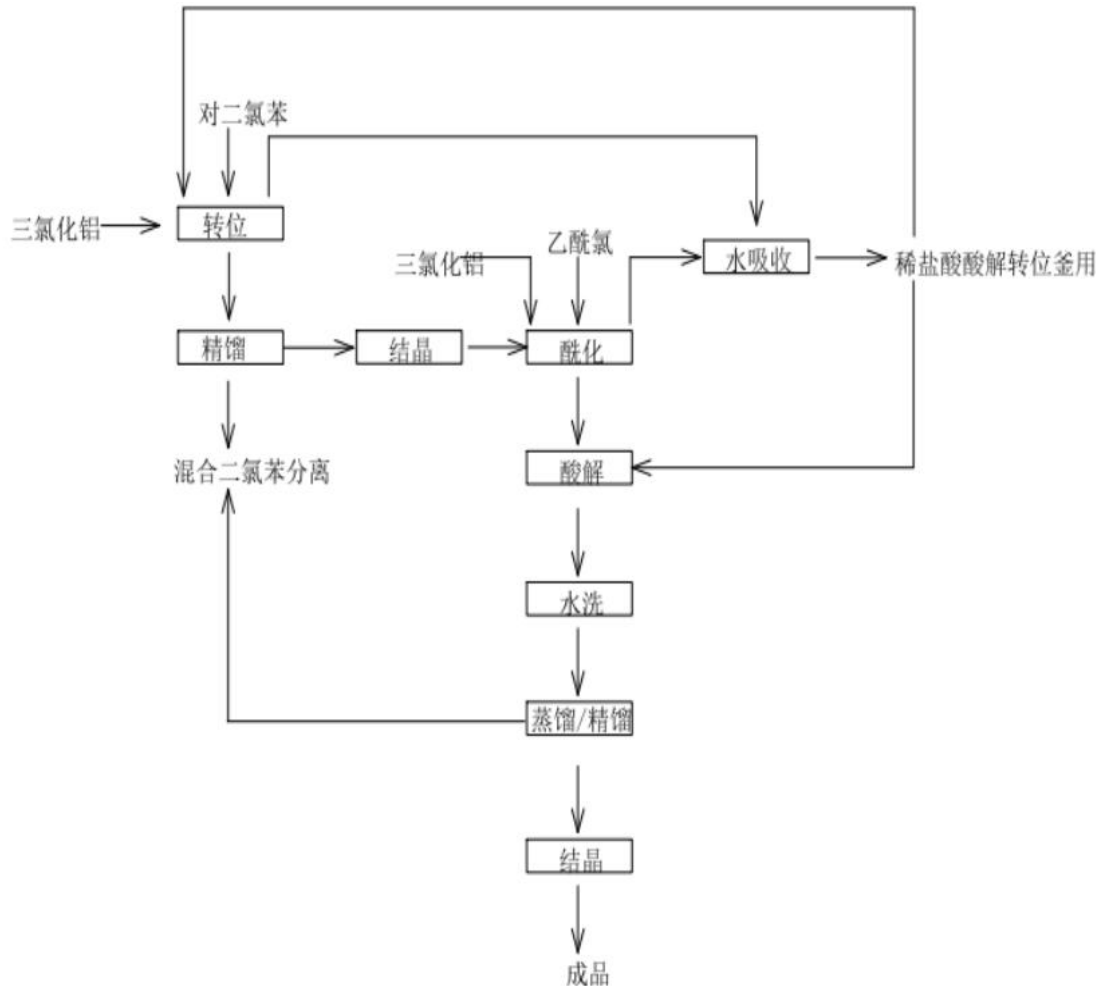 对二氯苯
三氯化铝
转位
乙酰氯
三氯化铝
水吸收
稀盐酸酸解转位釜用
精馏
结晶
酰化
混合二氯苯分离
酸解
水洗
蒸馏/精馏
结晶
成品